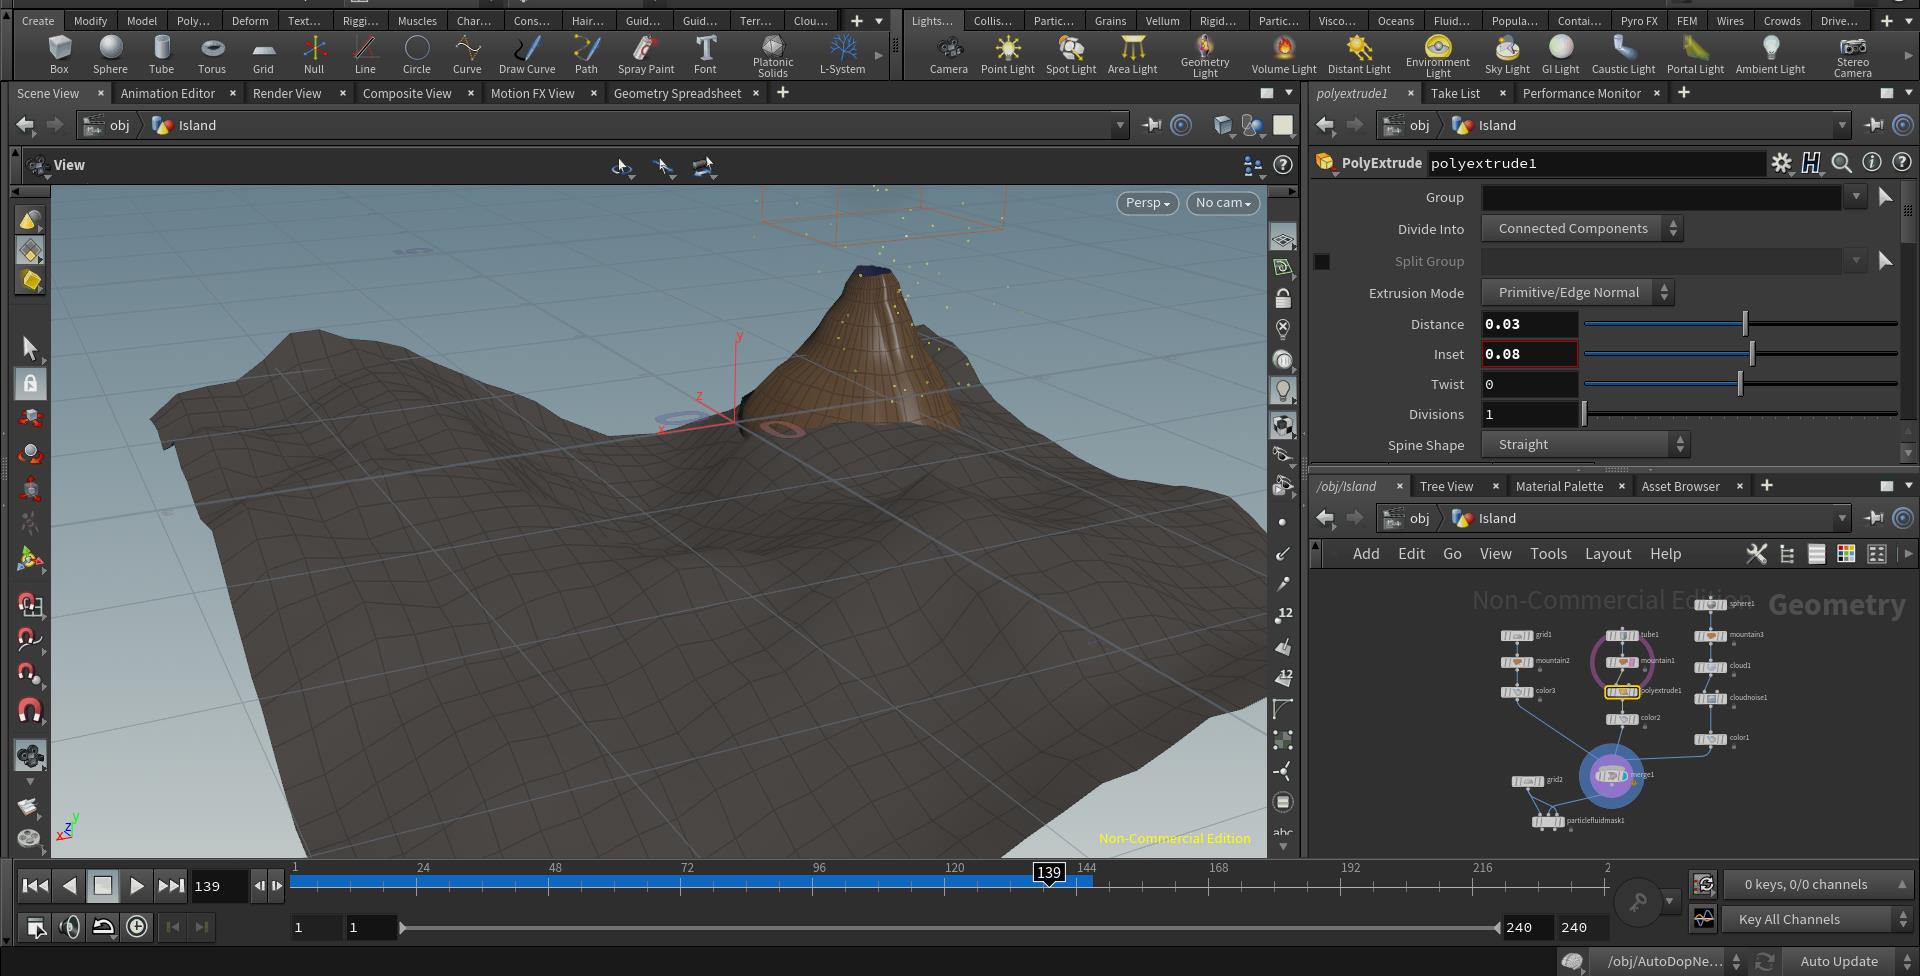 Create Modify Model Poly... Deform Text... Riggi... Muscles Char... Cons... Hair... Guid... Guid... Terr... Clou...
Lights... Collis... Partic... Grains Vellum Rigid... Partic... Visco... Oceans Fluid... Popula... Contai... Pyro FX FEM Wires Crowds Drive...
Box Sphere Tube Torus Grid Null Line Circle Curve Draw Curve Path Spray Paint Font Platonic Solids L-System
Camera Point Light Spot Light Area Light Geometry Light Volume Light Distant Light Environment Light Sky Light GI Light Caustic Light Portal Light Ambient Light Stereo Camera
Scene View Animation Editor Render View Composite View Motion FX View Geometry Spreadsheet
obj Island
View
Persp No cam
y
z
x
12
12
abc
y
z
x
Non-Commercial Edition
polyextrude1 Take List Performance Monitor
obj Island
PolyExtrude polyextrude1
Group
Divide Into Connected Components
Split Group
Extrusion Mode Primitive/Edge Normal
Distance 0.03
Inset 0.08
Twist 0
Divisions 1
Spine Shape Straight
/obj/Island Tree View Material Palette Asset Browser
obj Island
Add Edit Go View Tools Layout Help
Non-Commercial Edition Geometry
sphere1
grid1 tube1 mountain3
mountain2 mountain1 cloud1
color3 polyextrude1 cloudnoise1
color2
color1
grid2 merge1
particlefluidmask1
1 24 48 72 96 120 144 168 192 216 2
139 139
0 keys, 0/0 channels
1 1 240 240
Key All Channels
/obj/AutoDopNe... Auto Update